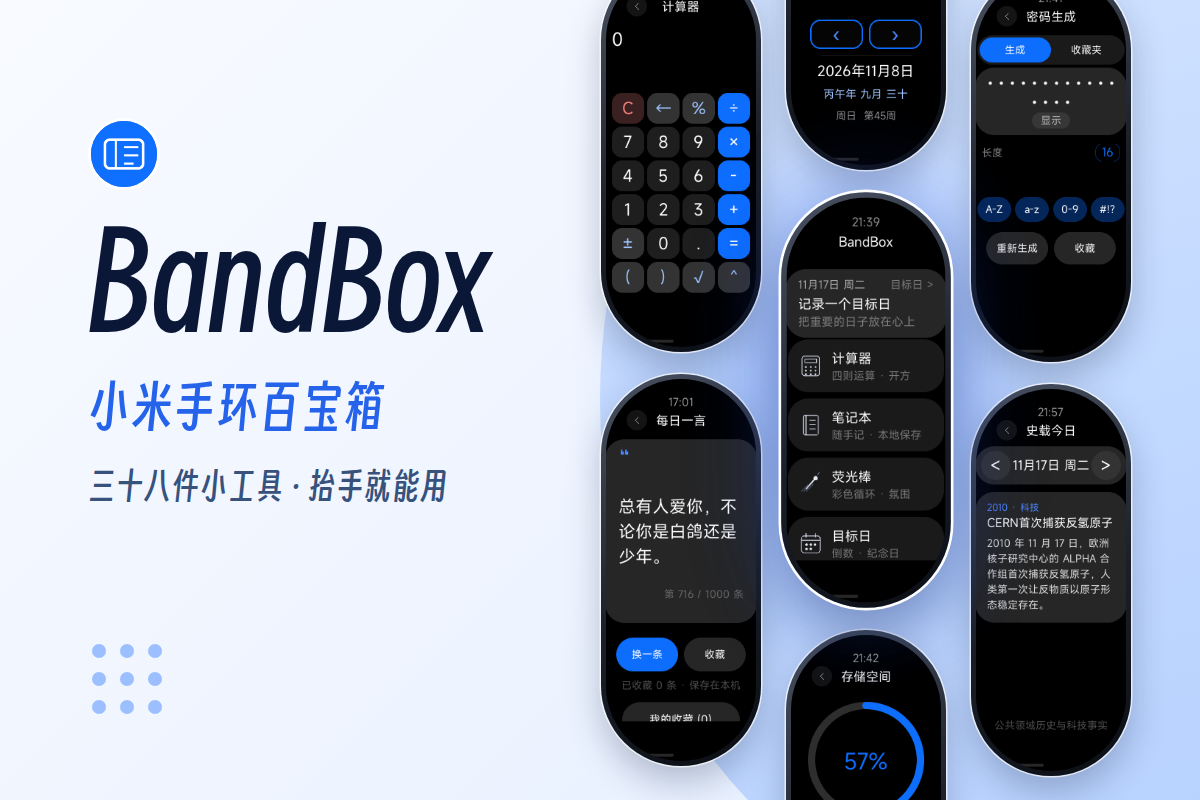 BandBox
小米手环百宝箱
三十八件小工具 · 抬手就能用
计算器
0
C ← % ÷
7 8 9 ×
4 5 6 -
1 2 3 +
± 0 . =
( ) √ ^
17:01
每日一言
❝
总有人爱你，不
论你是白鸽还是
少年。
第 716 / 1000 条
换一条 收藏
已收藏 0 条 · 保存在本机
我的收藏 (0)
‹ ›
2026年11月8日
丙午年 九月 三十
周日 第45周
21:39
BandBox
11月17日 周二 目标日 >
记录一个目标日
把重要的日子放在心上
计算器
四则运算 · 开方
笔记本
随手记 · 本地保存
荧光棒
彩色循环 · 氛围
目标日
倒数 · 纪念日
21:42
存储空间
57%
密码生成
生成 收藏夹
• • • • • • • • • • • •
• • • •
显示
长度 16
A-Z a-z 0-9 #!?
重新生成 收藏
21:57
史载今日
< 11月17日 周二 >
2010 · 科技
CERN首次捕获反氢原子
2010 年 11 月 17 日，欧洲
核子研究中心的 ALPHA 合
作组首次捕获反氢原子，人
类第一次让反物质以原子形
态稳定存在。
公共领域历史与科技事实